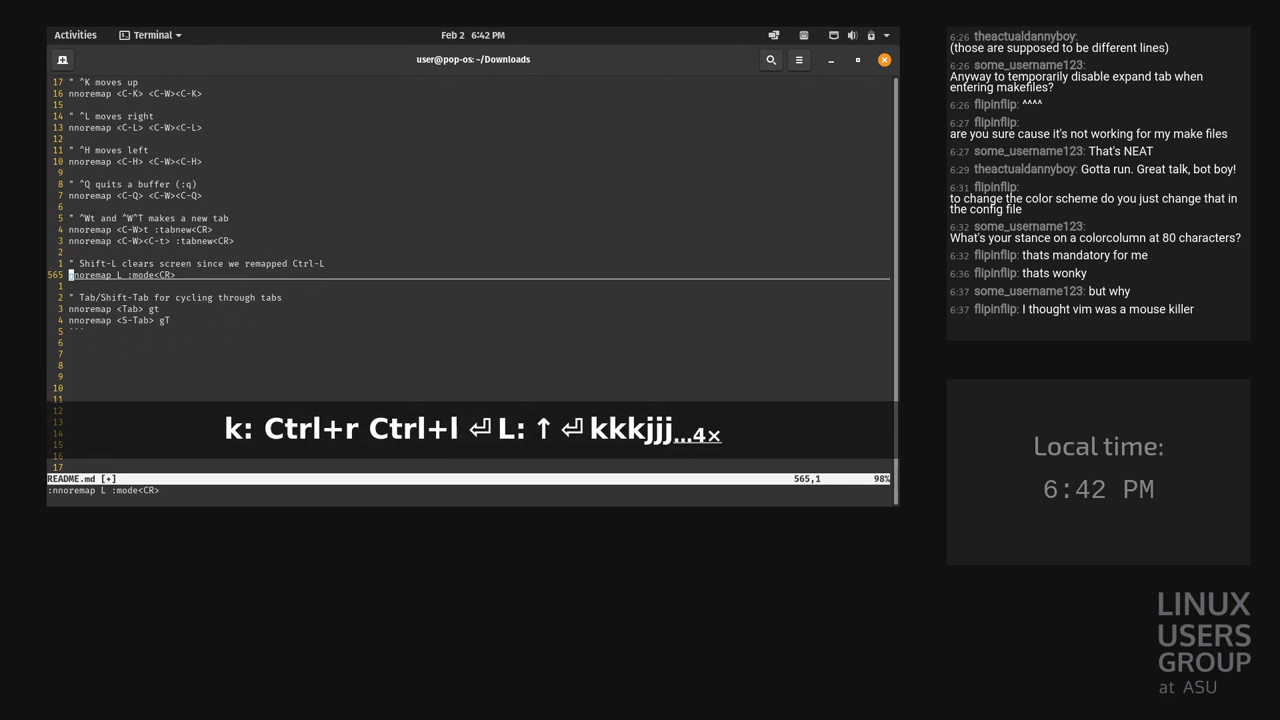 Activities
Terminal
Feb 2 6:42 PM
user@pop-os: ~/Downloads
17 " ^K moves up
16 nnoremap <C-K> <C-W><C-K>
15
14 " ^L moves right
13 nnoremap <C-L> <C-W><C-L>
12
11 " ^H moves left
10 nnoremap <C-H> <C-W><C-H>
9
8 " ^Q quits a buffer (:q)
7 nnoremap <C-Q> <C-W><C-Q>
6
5 " ^Wt and ^W^T makes a new tab
4 nnoremap <C-W>t :tabnew<CR>
3 nnoremap <C-W><C-t> :tabnew<CR>
2
1 " Shift-L clears screen since we remapped Ctrl-L
565 nnoremap L :mode<CR>
1
2 " Tab/Shift-Tab for cycling through tabs
3 nnoremap <Tab> gt
4 nnoremap <S-Tab> gT
5 ```
6
7
8
9
10
11
12
13
14
15
16
17
k: Ctrl+r Ctrl+l ⏎ L: ↑ ⏎ kkkjjj...4×
README.md [+] 565,1 98%
:nnoremap L :mode<CR>
6:26 theactualdannyboy:
(those are supposed to be different lines)
6:26 some_username123:
Anyway to temporarily disable expand tab when
entering makefiles?
6:26 flipinflip: ^^^^
6:27 flipinflip:
are you sure cause it's not working for my make files
6:27 some_username123: That's NEAT
6:29 theactualdannyboy: Gotta run. Great talk, bot boy!
6:31 flipinflip:
to change the color scheme do you just change that in
the config file
6:32 some_username123:
What's your stance on a colorcolumn at 80 characters?
6:32 flipinflip: thats mandatory for me
6:36 flipinflip: thats wonky
6:37 some_username123: but why
6:37 flipinflip: I thought vim was a mouse killer
Local time:
6:42 PM
LINUX
USERS
GROUP
at ASU